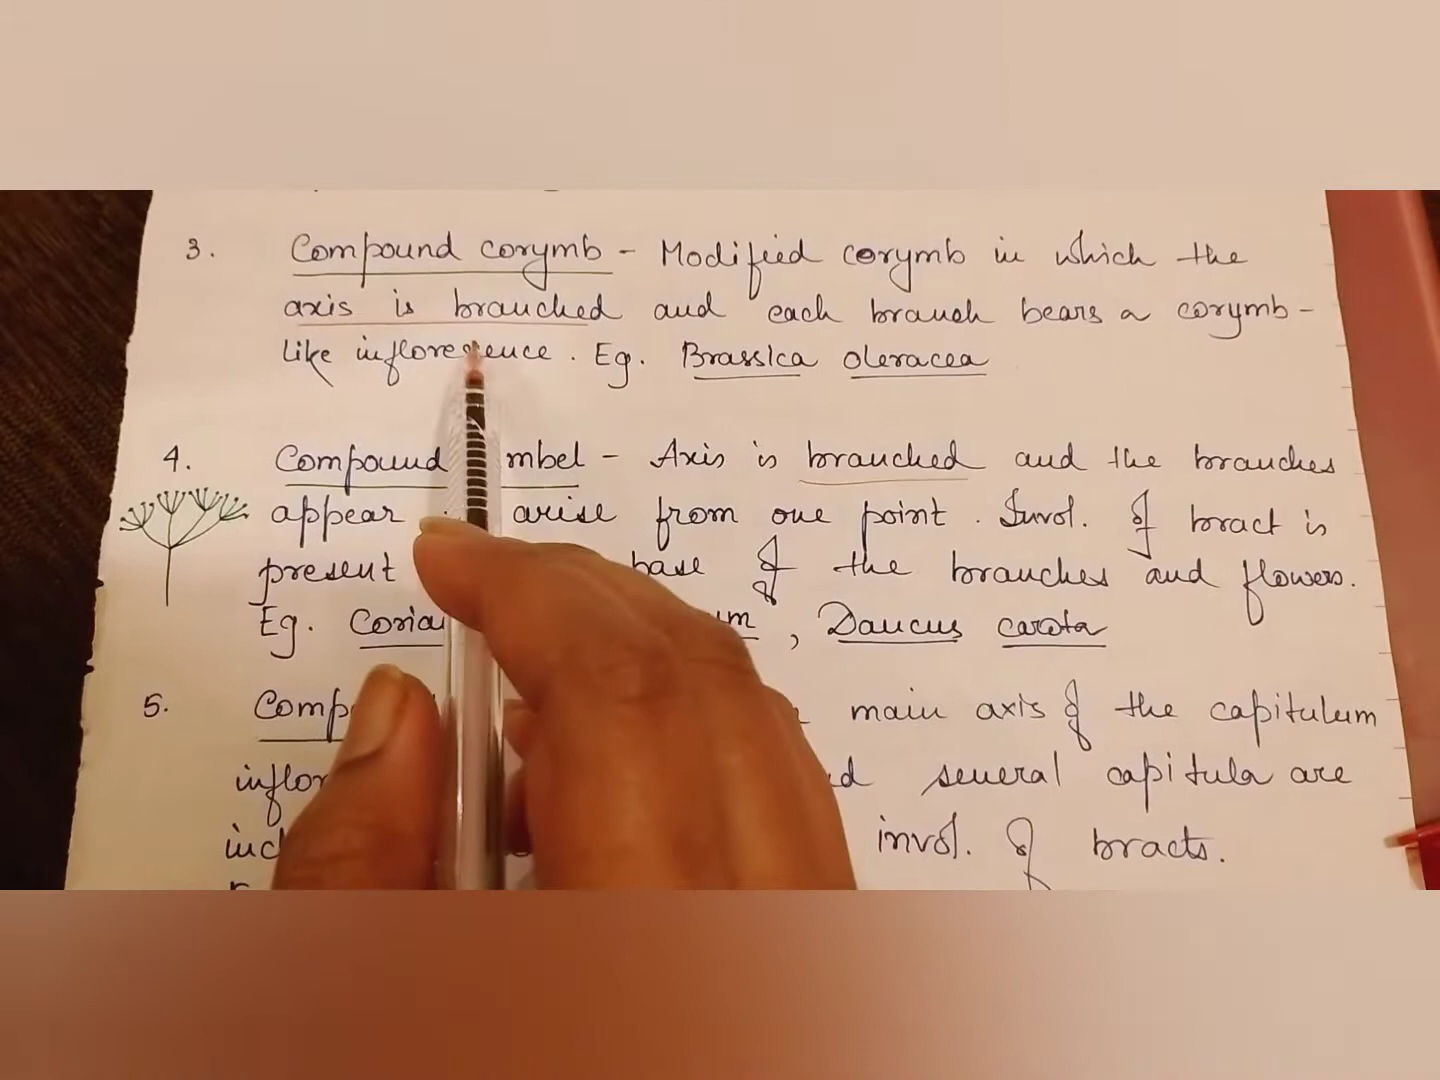 3. Compound corymb - Modified corymb in which the
axis is branched and each branch bears a corymb-
like inflorescence. Eg. Brassica oleracea
4. Compound mbel - Axis is branched and the branches
appear arise from one point. Invol. of bract is
present base of the branches and flowers.
Eg. Coria um, Daucus carota
5. Comp main axis of the capitulum
inflor ed several capitula are
inc invol. of bracts.